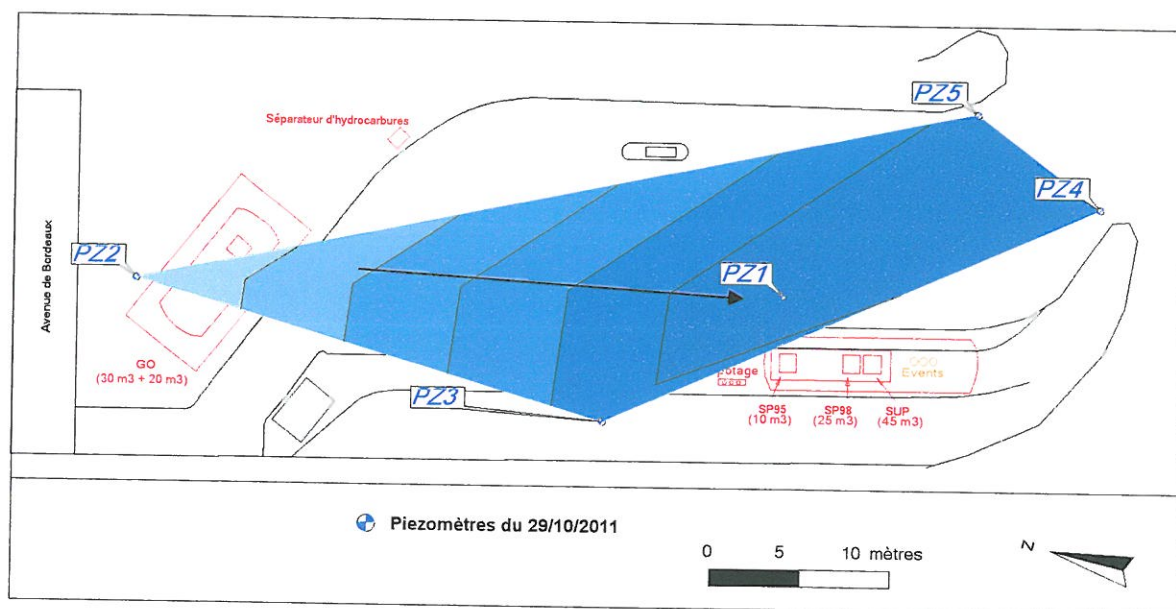 PZ5
Séparateur d'hydrocarbures
PZ4
PZ2
PZ1
Avenue de Bordeaux
GO
(30 m3 + 20 m3)
Events
PZ3
SP95
(10 m3)
SP98
(25 m3)
SUP
(45 m3)
Piezomètres du 29/10/2011
0 5 10 mètres
N